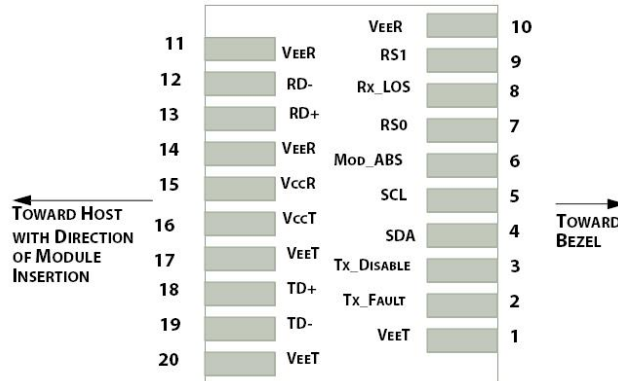 VEER 10
11 VEER
RS1 9
12 RD-
Rx_LOS 8
13 RD+
RS0 7
14 VEER
MOD_ABS 6
15 VCCR
SCL 5
TOWARD HOST
WITH DIRECTION
OF MODULE
INSERTION
16 VCCT
SDA 4
TOWARD
BEZEL
17 VEET
TX_DISABLE 3
18 TD+
TX_FAULT 2
19 TD-
VEET 1
20 VEET